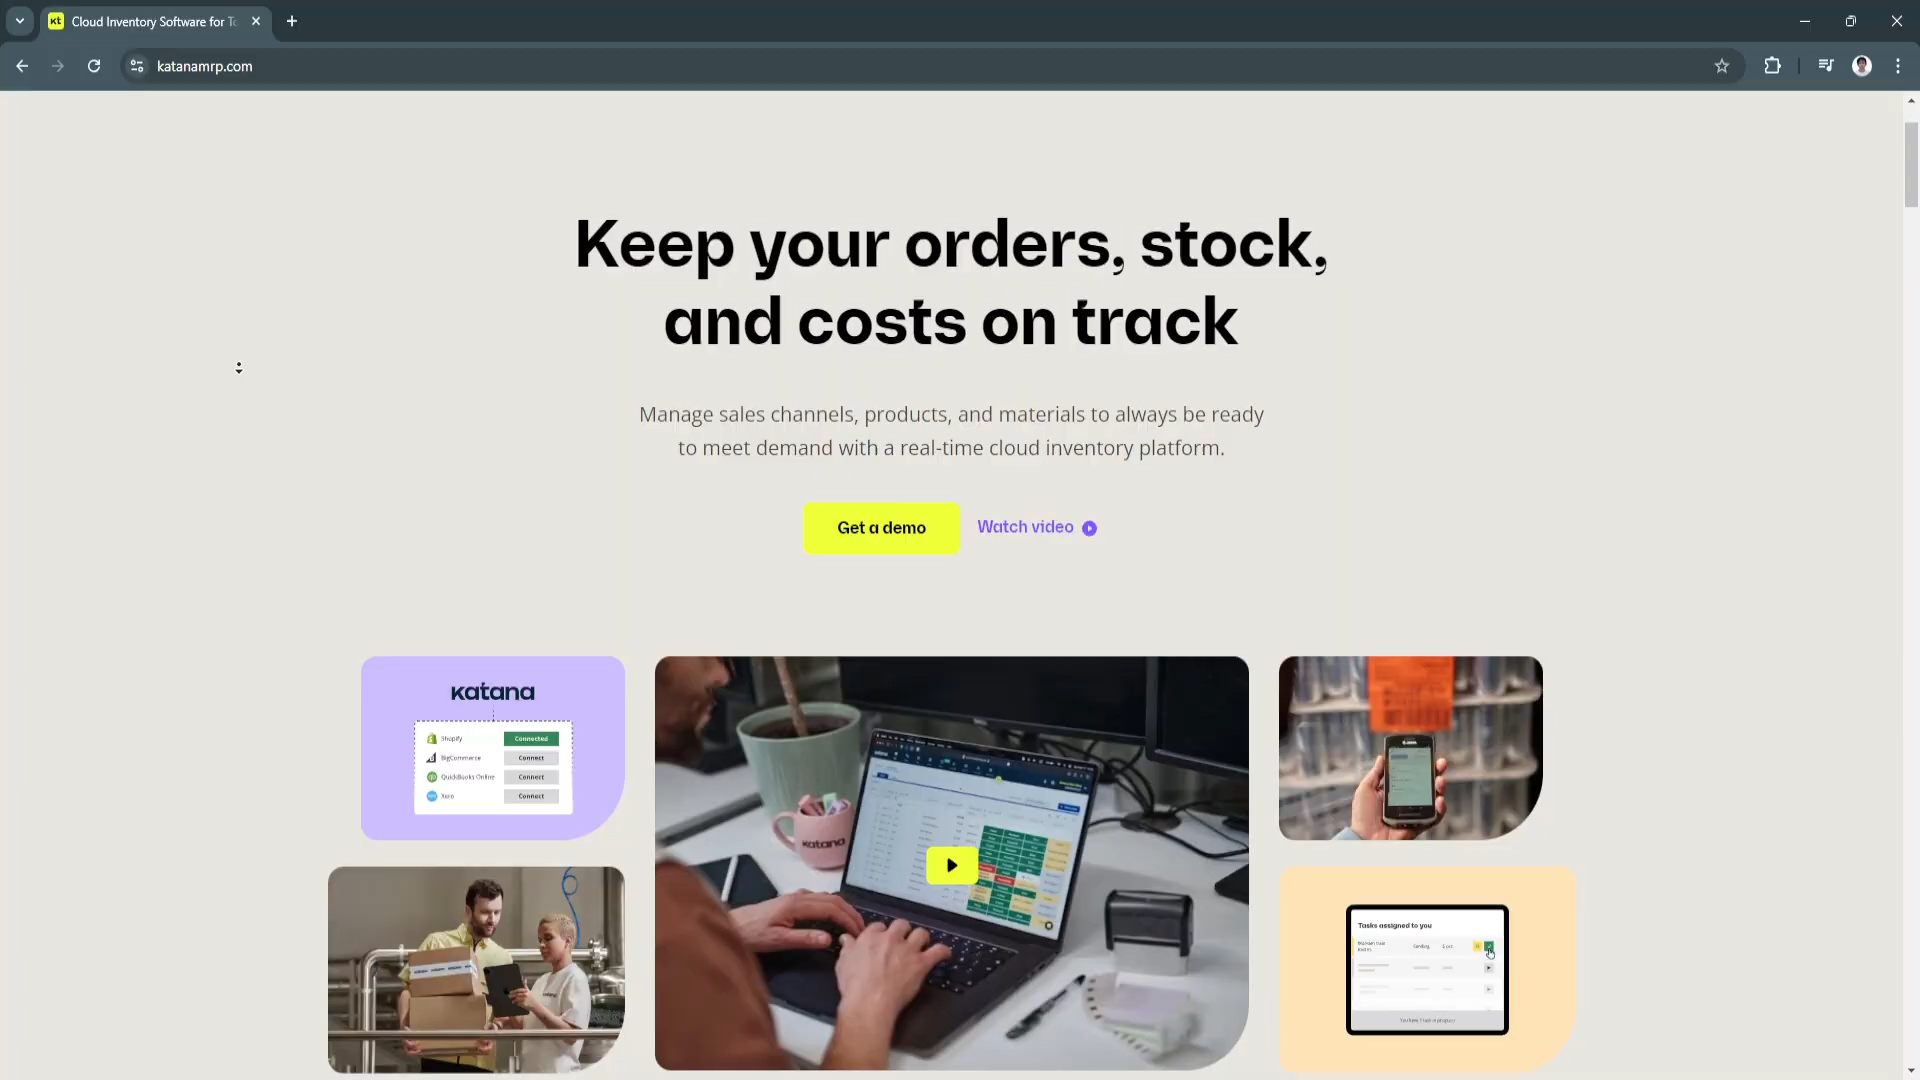 Cloud Inventory Software for To
katanamrp.com
Keep your orders, stock,
and costs on track
Manage sales channels, products, and materials to always be ready
to meet demand with a real-time cloud inventory platform.
Get a demo
Watch video
katana
Shopify
Connected
BigCommerce
Connect
QuickBooks Online
Connect
Xero
Connect
katana
Tasks assigned to you